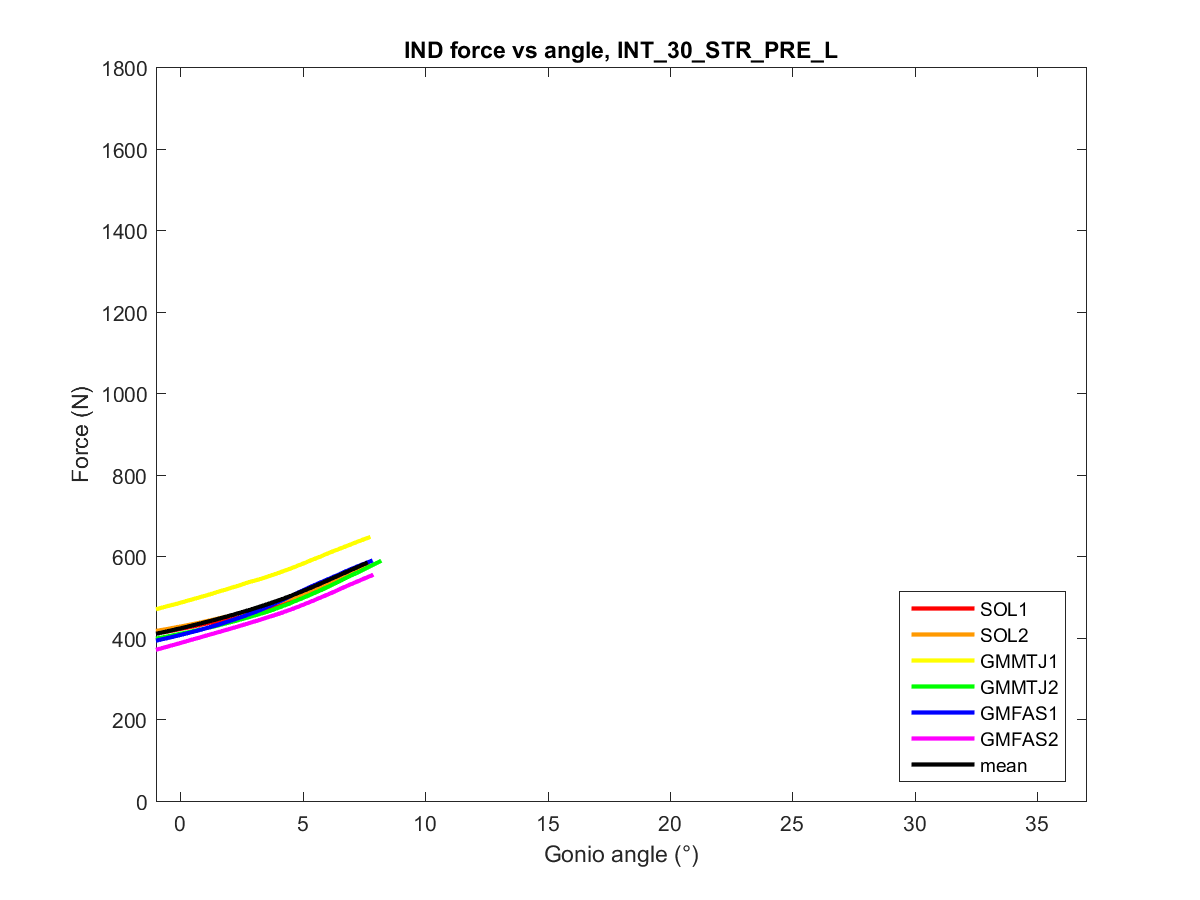 IND force vs angle, INT_30_STR_PRE_L
1800
1600
1400
1200
1000
800
600
400
200
0
Force (N)
0 5 10 15 20 25 30 35
Gonio angle (°)
SOL1
SOL2
GMMTJ1
GMMTJ2
GMFAS1
GMFAS2
mean